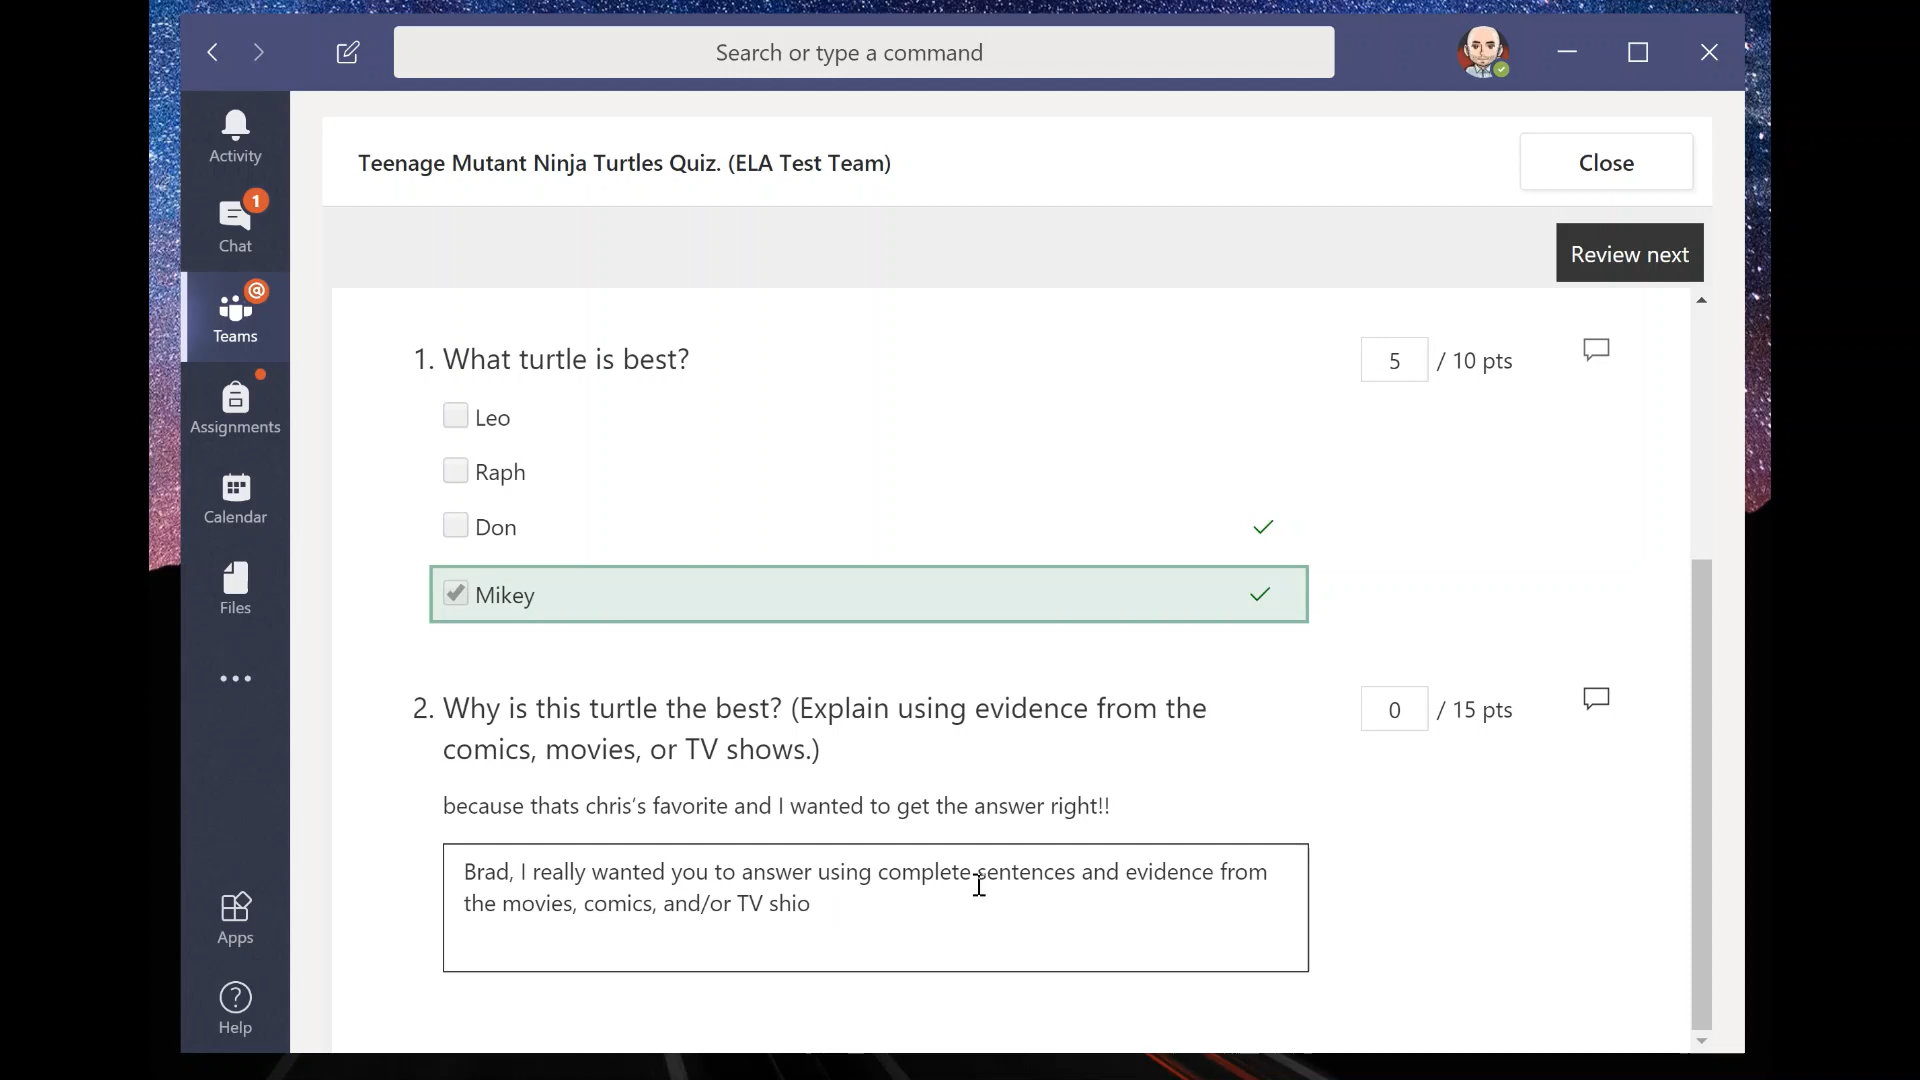 Search or type a command
Activity
1
Chat
@
Teams
Assignments
Calendar
Files
Apps
Help
Teenage Mutant Ninja Turtles Quiz. (ELA Test Team)
Close
Review next
1. What turtle is best?
5 / 10 pts
Leo
Raph
Don
Mikey
2. Why is this turtle the best? (Explain using evidence from the
comics, movies, or TV shows.)
0 / 15 pts
because thats chris's favorite and I wanted to get the answer right!!
Brad, I really wanted you to answer using complete sentences and evidence from
the movies, comics, and/or TV shio